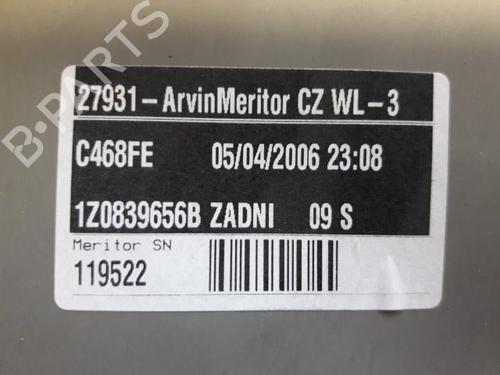 B-PARTS
27931-ArvinMeritor CZ WL-3
C468FE 05/04/2006 23:08
1Z0839656B ZADNI 09 S
Meritor SN
119522